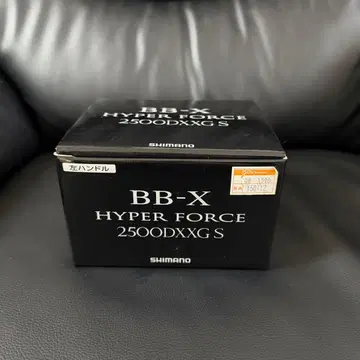 BB-X
HYPER FORCE
2500DXXG S
SHIMANO
左ハンドル
BB-X
HYPER FORCE
2500DXXG S
SHIMANO